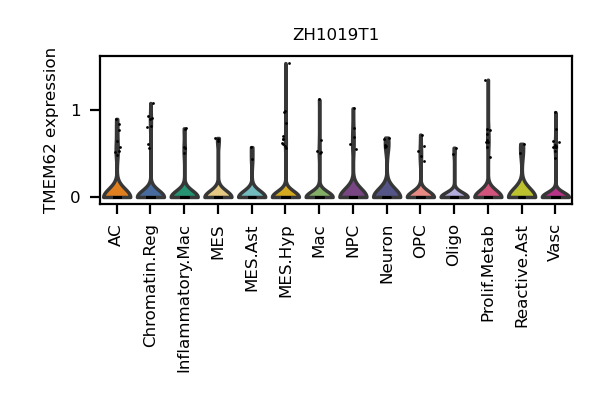 ZH1019T1
TMEM62 expression
1
0
AC
Chromatin.Reg
Inflammatory.Mac
MES
MES.Ast
MES.Hyp
Mac
NPC
Neuron
OPC
Oligo
Prolif.Metab
Reactive.Ast
Vasc